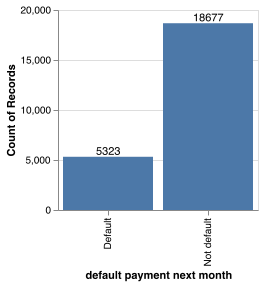 20,000
18677
15,000
Count of Records
10,000
5323
5,000
0
Default
Not default
default payment next month